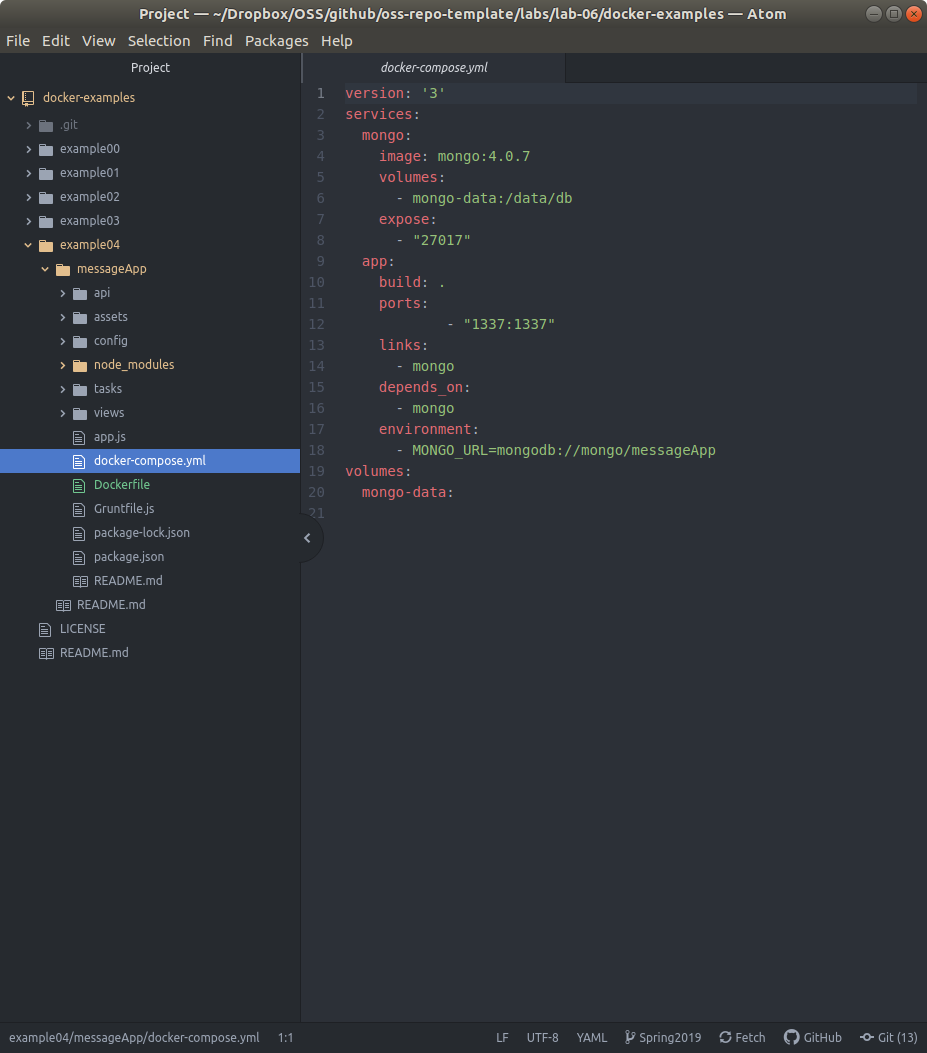 Project — ~/Dropbox/OSS/github/oss-repo-template/labs/lab-06/docker-examples — Atom
File Edit View Selection Find Packages Help
Project
docker-examples
.git
example00
example01
example02
example03
example04
messageApp
api
assets
config
node_modules
tasks
views
app.js
docker-compose.yml
Dockerfile
Gruntfile.js
package-lock.json
package.json
README.md
README.md
LICENSE
README.md
docker-compose.yml
1 version: '3'
2 services:
3   mongo:
4     image: mongo:4.0.7
5     volumes:
6       - mongo-data:/data/db
7     expose:
8       - "27017"
9   app:
10     build: .
11     ports:
12             - "1337:1337"
13     links:
14       - mongo
15     depends_on:
16       - mongo
17     environment:
18       - MONGO_URL=mongodb://mongo/messageApp
19 volumes:
20   mongo-data:
21
example04/messageApp/docker-compose.yml 1:1 LF UTF-8 YAML Spring2019 Fetch GitHub Git (13)